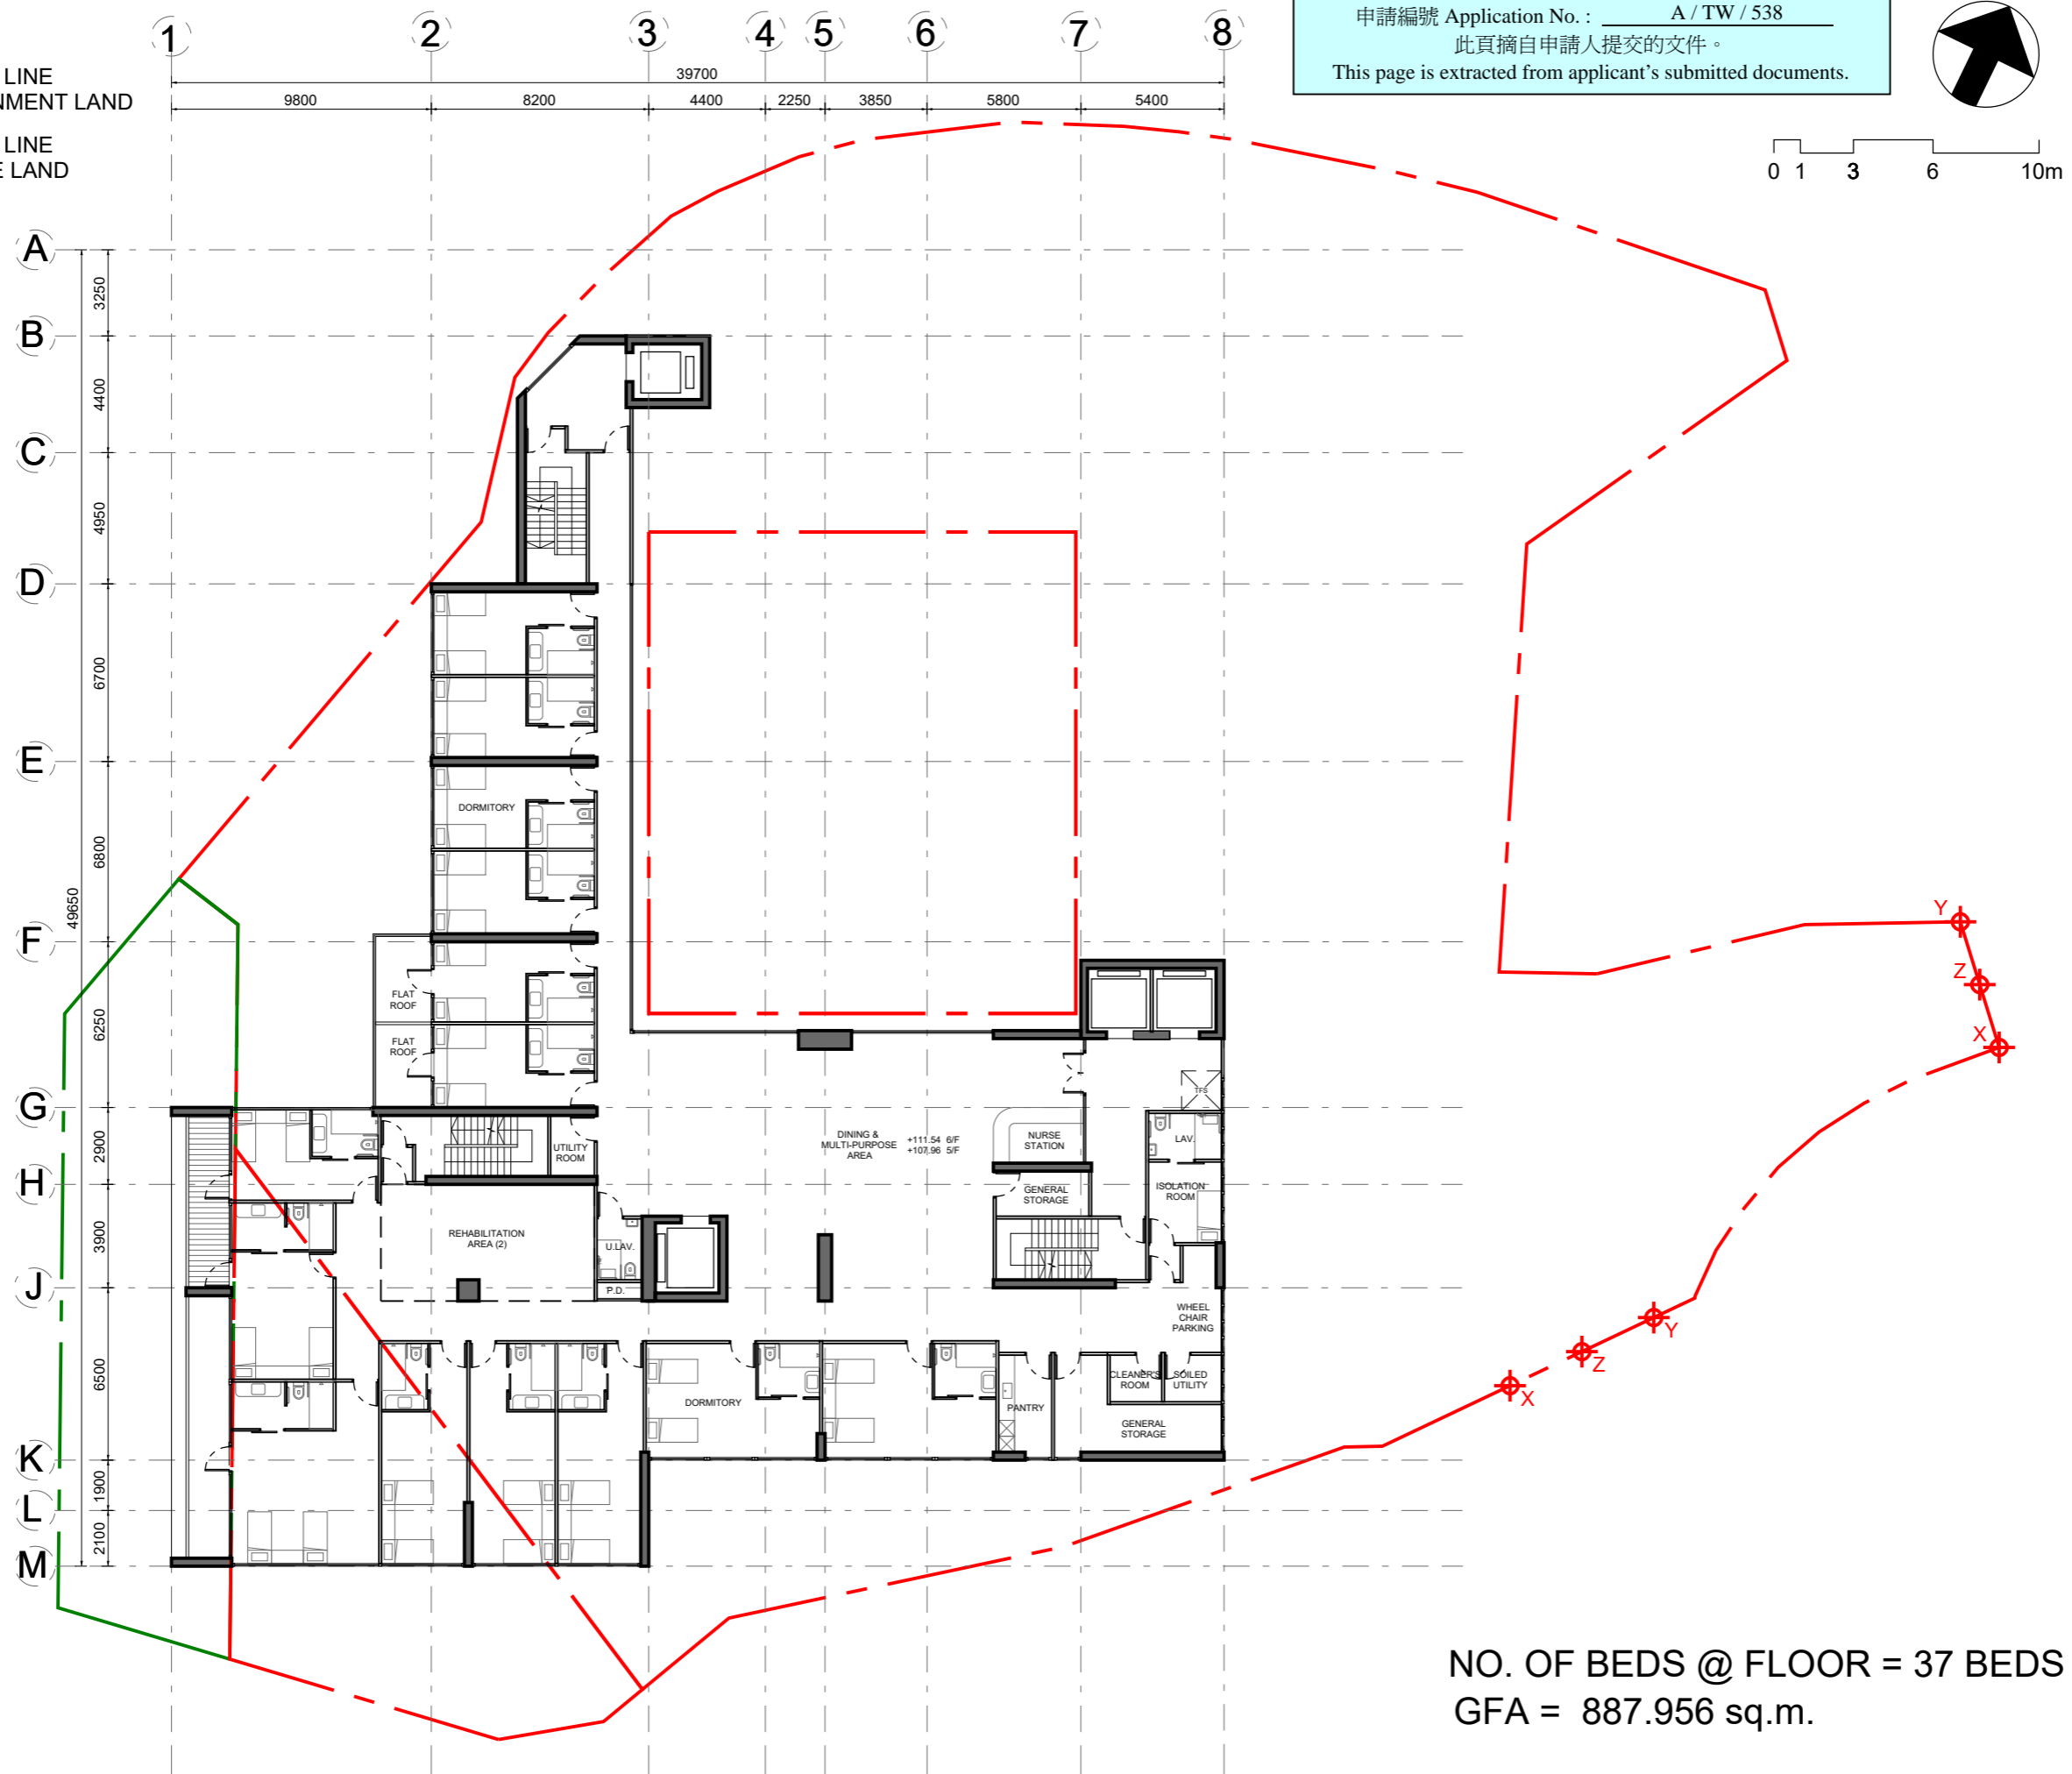 申請編號 Application No. : A / TW / 538
此頁摘自申請人提交的文件。
This page is extracted from applicant's submitted documents.
1 2 3 4 5 6 7 8
LINE
NMENT LAND
LINE
E LAND
39700
9800 8200 4400 2250 3850 5800 5400
0 1 3 6 10m
A
3250
B
4400
C
4950
D
6700
E
6800
49650
F
6250
G
2900
H
3900
J
6500
K
1900
L
2100
M
DORMITORY
FLAT
ROOF
FLAT
ROOF
UTILITY
ROOM
DINING &
MULTI-PURPOSE
AREA
+111.54 6/F
+107.96 5/F
NURSE
STATION
TFS
LAV.
GENERAL
STORAGE
ISOLATION
ROOM
REHABILITATION
AREA (2)
U.LAV.
P.D.
WHEEL
CHAIR
PARKING
DORMITORY
PANTRY
CLEANER'S
ROOM
SOILED
UTILITY
GENERAL
STORAGE
Y
Z
X
Y
Z
X
NO. OF BEDS @ FLOOR = 37 BEDS
GFA = 887.956 sq.m.